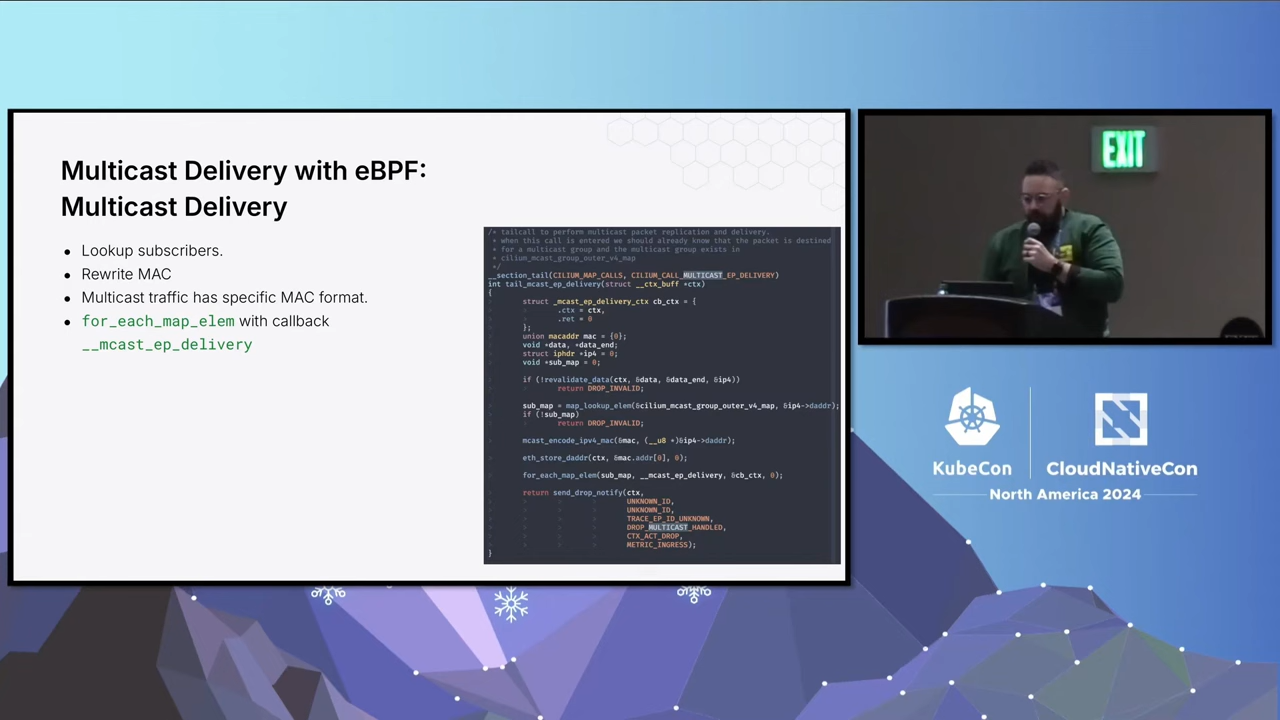 Multicast Delivery with eBPF:
Multicast Delivery
• Lookup subscribers.
• Rewrite MAC
• Multicast traffic has specific MAC format.
• for_each_map_elem with callback
__mcast_ep_delivery
/* tailcall to perform multicast packet replication and delivery.
* when this call is entered we should already know that the packet is destined
* for a multicast group and the multicast group exists in
* cilium_mcast_group_outer_v4_map
*/
__section_tail(CILIUM_MAP_CALLS, CILIUM_CALL_MULTICAST_EP_DELIVERY)
int tail_mcast_ep_delivery(struct __ctx_buff *ctx)
{
struct _mcast_ep_delivery_ctx cb_ctx = {
.ctx = ctx,
.ret = 0
};
union macaddr mac = {0};
void *data, *data_end;
struct iphdr *ip4 = 0;
void *sub_map = 0;
if (!revalidate_data(ctx, &data, &data_end, &ip4))
return DROP_INVALID;
sub_map = map_lookup_elem(&cilium_mcast_group_outer_v4_map, &ip4->daddr);
if (!sub_map)
return DROP_INVALID;
mcast_encode_ipv4_mac(&mac, (__u8 *)&ip4->daddr);
eth_store_daddr(ctx, &mac.addr[0], 0);
for_each_map_elem(sub_map, __mcast_ep_delivery, &cb_ctx, 0);
return send_drop_notify(ctx,
UNKNOWN_ID,
UNKNOWN_ID,
TRACE_EP_ID_UNKNOWN,
DROP_MULTICAST_HANDLED,
CTX_ACT_DROP,
METRIC_INGRESS);
}
EXIT
KubeCon
CloudNativeCon
North America 2024